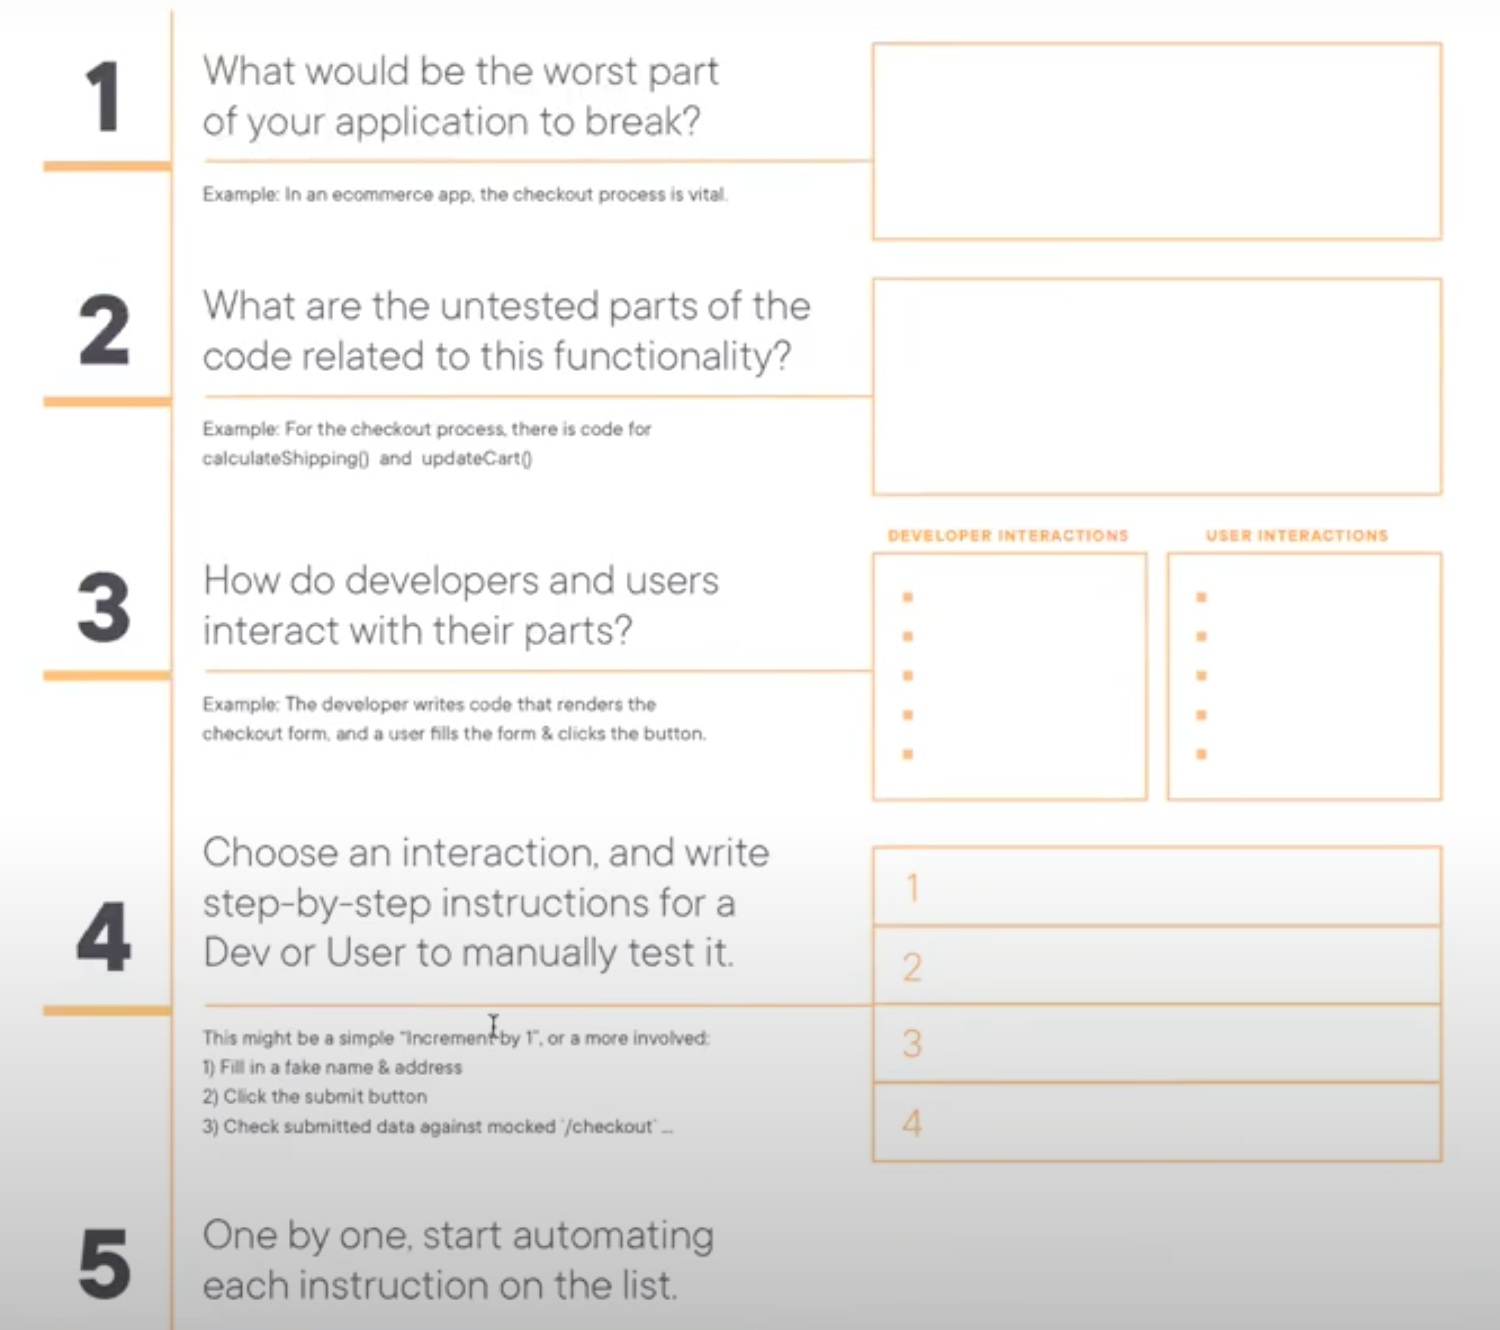 1
What would be the worst part
of your application to break?
Example: In an ecommerce app, the checkout process is vital.
2
What are the untested parts of the
code related to this functionality?
Example: For the checkout process, there is code for
calculateShipping() and updateCart()
3
How do developers and users
interact with their parts?
Example: The developer writes code that renders the
checkout form, and a user fills the form & clicks the button.
DEVELOPER INTERACTIONS
USER INTERACTIONS
4
Choose an interaction, and write
step-by-step instructions for a
Dev or User to manually test it.
This might be a simple “Increment by 1”, or a more involved:
1) Fill in a fake name & address
2) Click the submit button
3) Check submitted data against mocked `/checkout` ...
1
2
3
4
5
One by one, start automating
each instruction on the list.